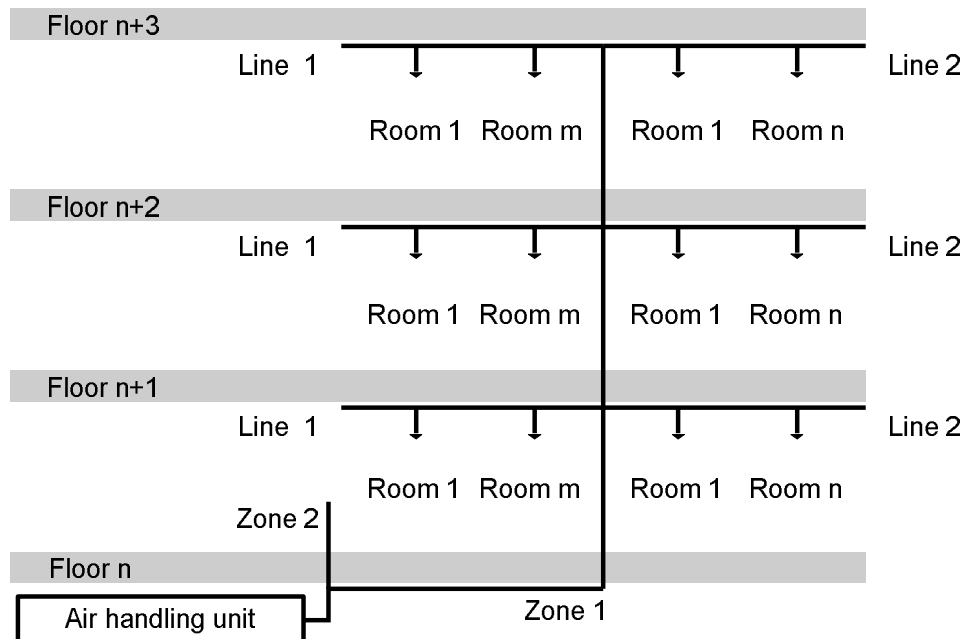 Floor n+3
Line 1 Line 2
Room 1 Room m Room 1 Room n
Floor n+2
Line 1 Line 2
Room 1 Room m Room 1 Room n
Floor n+1
Line 1 Line 2
Room 1 Room m Room 1 Room n
Zone 2
Floor n
Air handling unit Zone 1